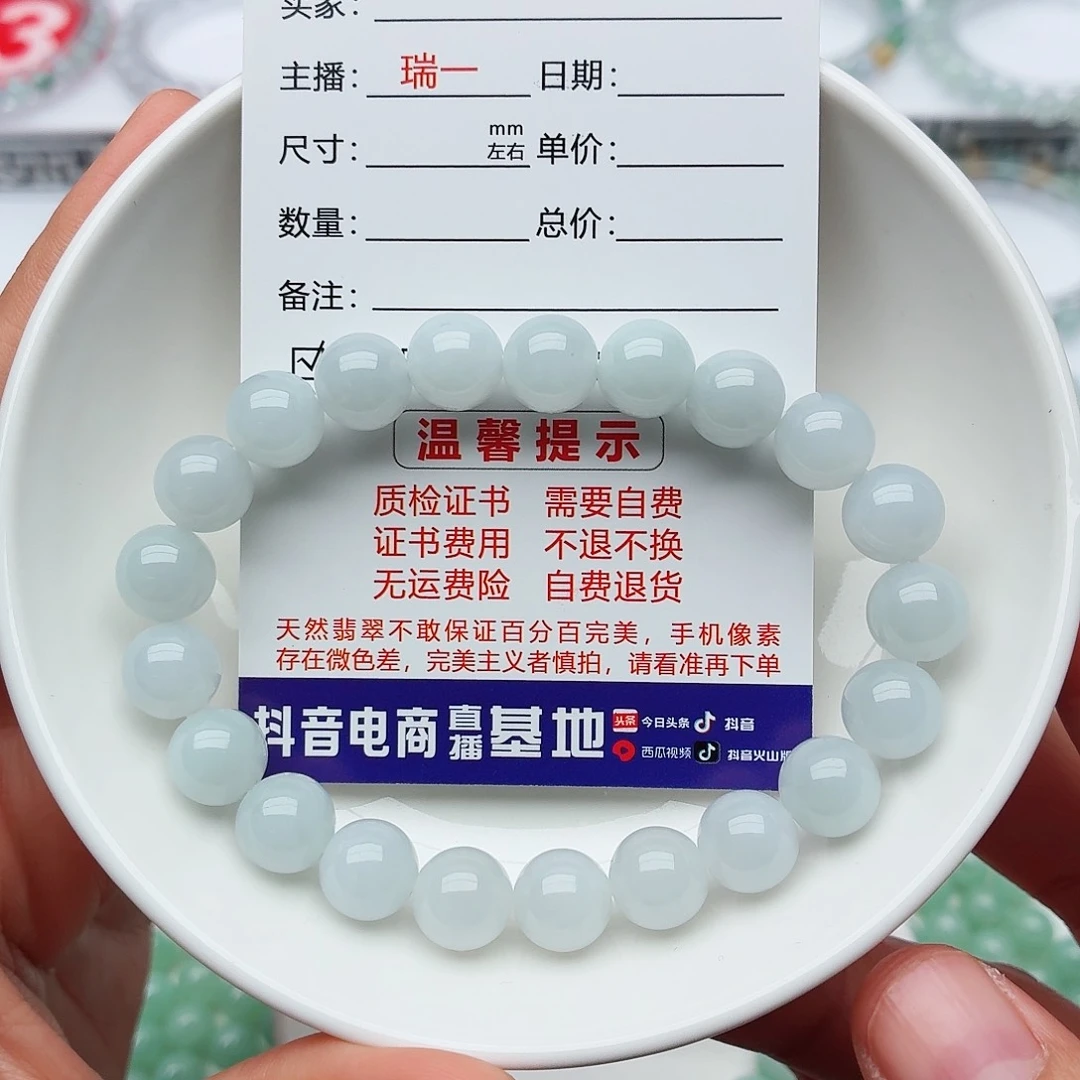 3
买家：
主播： 瑞一 日期：
尺寸： mm左右 单价：
数量： 总价：
备注：
温馨提示
质检证书 需要自费
证书费用 不退不换
无运费险 自费退货
天然翡翠不敢保证百分百完美，手机像素
存在微色差，完美主义者慎拍，请看准再下单
抖音电商直播基地
头条 今日头条 抖音
西瓜视频 抖音火山版